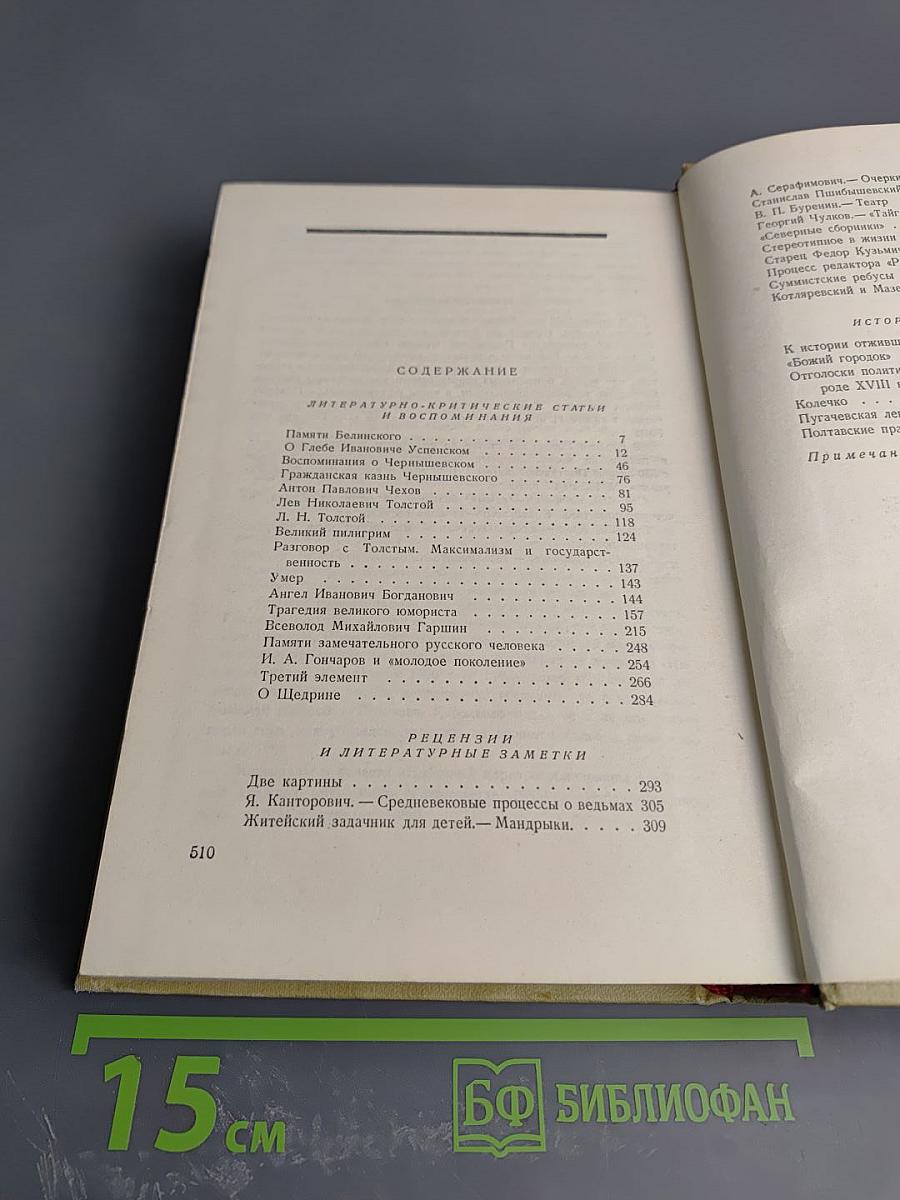 СОДЕРЖАНИЕ
ЛИТЕРАТУРНО-КРИТИЧЕСКИЕ СТАТЬИ
И ВОСПОМИНАНИЯ
Памяти Белинского . . . . . . . . . . . . . . . 7
О Глебе Ивановиче Успенском . . . . . . . . . . 12
Воспоминания о Чернышевском . . . . . . . . . . 46
Гражданская казнь Чернышевского . . . . . . . . 76
Антон Павлович Чехов . . . . . . . . . . . . . 81
Лев Николаевич Толстой . . . . . . . . . . . . 95
Л. Н. Толстой . . . . . . . . . . . . . . . . 118
Великий пилигрим . . . . . . . . . . . . . . . 124
Разговор с Толстым. Максимализм и государст-
венность . . . . . . . . . . . . . . . . . . 137
Умер . . . . . . . . . . . . . . . . . . . . 143
Ангел Иванович Богданович . . . . . . . . . . . 144
Трагедия великого юмориста . . . . . . . . . . 157
Всеволод Михайлович Гаршин . . . . . . . . . . 215
Памяти замечательного русского человека . . . . . 248
И. А. Гончаров и «молодое поколение» . . . . . . 254
Третий элемент . . . . . . . . . . . . . . . . 266
О Щедрине . . . . . . . . . . . . . . . . . . 284
РЕЦЕНЗИИ
И ЛИТЕРАТУРНЫЕ ЗАМЕТКИ
Две картины . . . . . . . . . . . . . . . . . 293
Я. Канторович. — Средневековые процессы о ведьмах 305
Житейский задачник для детей.— Мандрыки. . . . . 309
510
А. Серафимович.— Очерки
Станислав Пшибышевский
В. П. Буренин.— Театр
Георгий Чулков.— «Тайг
«Северные сборники» .
Стереотипное в жизни
Старец Федор Кузьмич
Процесс редактора «Р
Суммистские ребусы
Котляревский и Мазе
ИСТОР
К истории отживш
«Божий городок»
Отголоски полити
роде XVIII
Колечко . . .
Пугачевская ле
Полтавские пра
Примечан
15 см
БФ БИБЛИОФАН